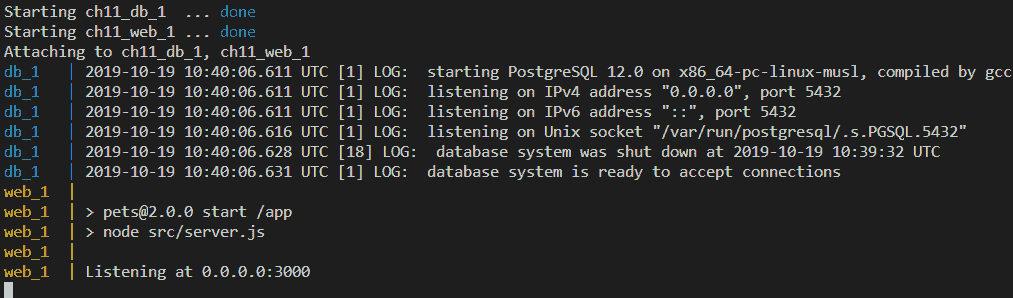 Starting ch11_db_1  ... done
Starting ch11_web_1 ... done
Attaching to ch11_db_1, ch11_web_1
db_1   | 2019-10-19 10:40:06.611 UTC [1] LOG:  starting PostgreSQL 12.0 on x86_64-pc-linux-musl, compiled by gcc
db_1   | 2019-10-19 10:40:06.611 UTC [1] LOG:  listening on IPv4 address "0.0.0.0", port 5432
db_1   | 2019-10-19 10:40:06.611 UTC [1] LOG:  listening on IPv6 address "::", port 5432
db_1   | 2019-10-19 10:40:06.616 UTC [1] LOG:  listening on Unix socket "/var/run/postgresql/.s.PGSQL.5432"
db_1   | 2019-10-19 10:40:06.628 UTC [18] LOG:  database system was shut down at 2019-10-19 10:39:32 UTC
db_1   | 2019-10-19 10:40:06.631 UTC [1] LOG:  database system is ready to accept connections
web_1  |
web_1  | > pets@2.0.0 start /app
web_1  | > node src/server.js
web_1  |
web_1  | Listening at 0.0.0.0:3000